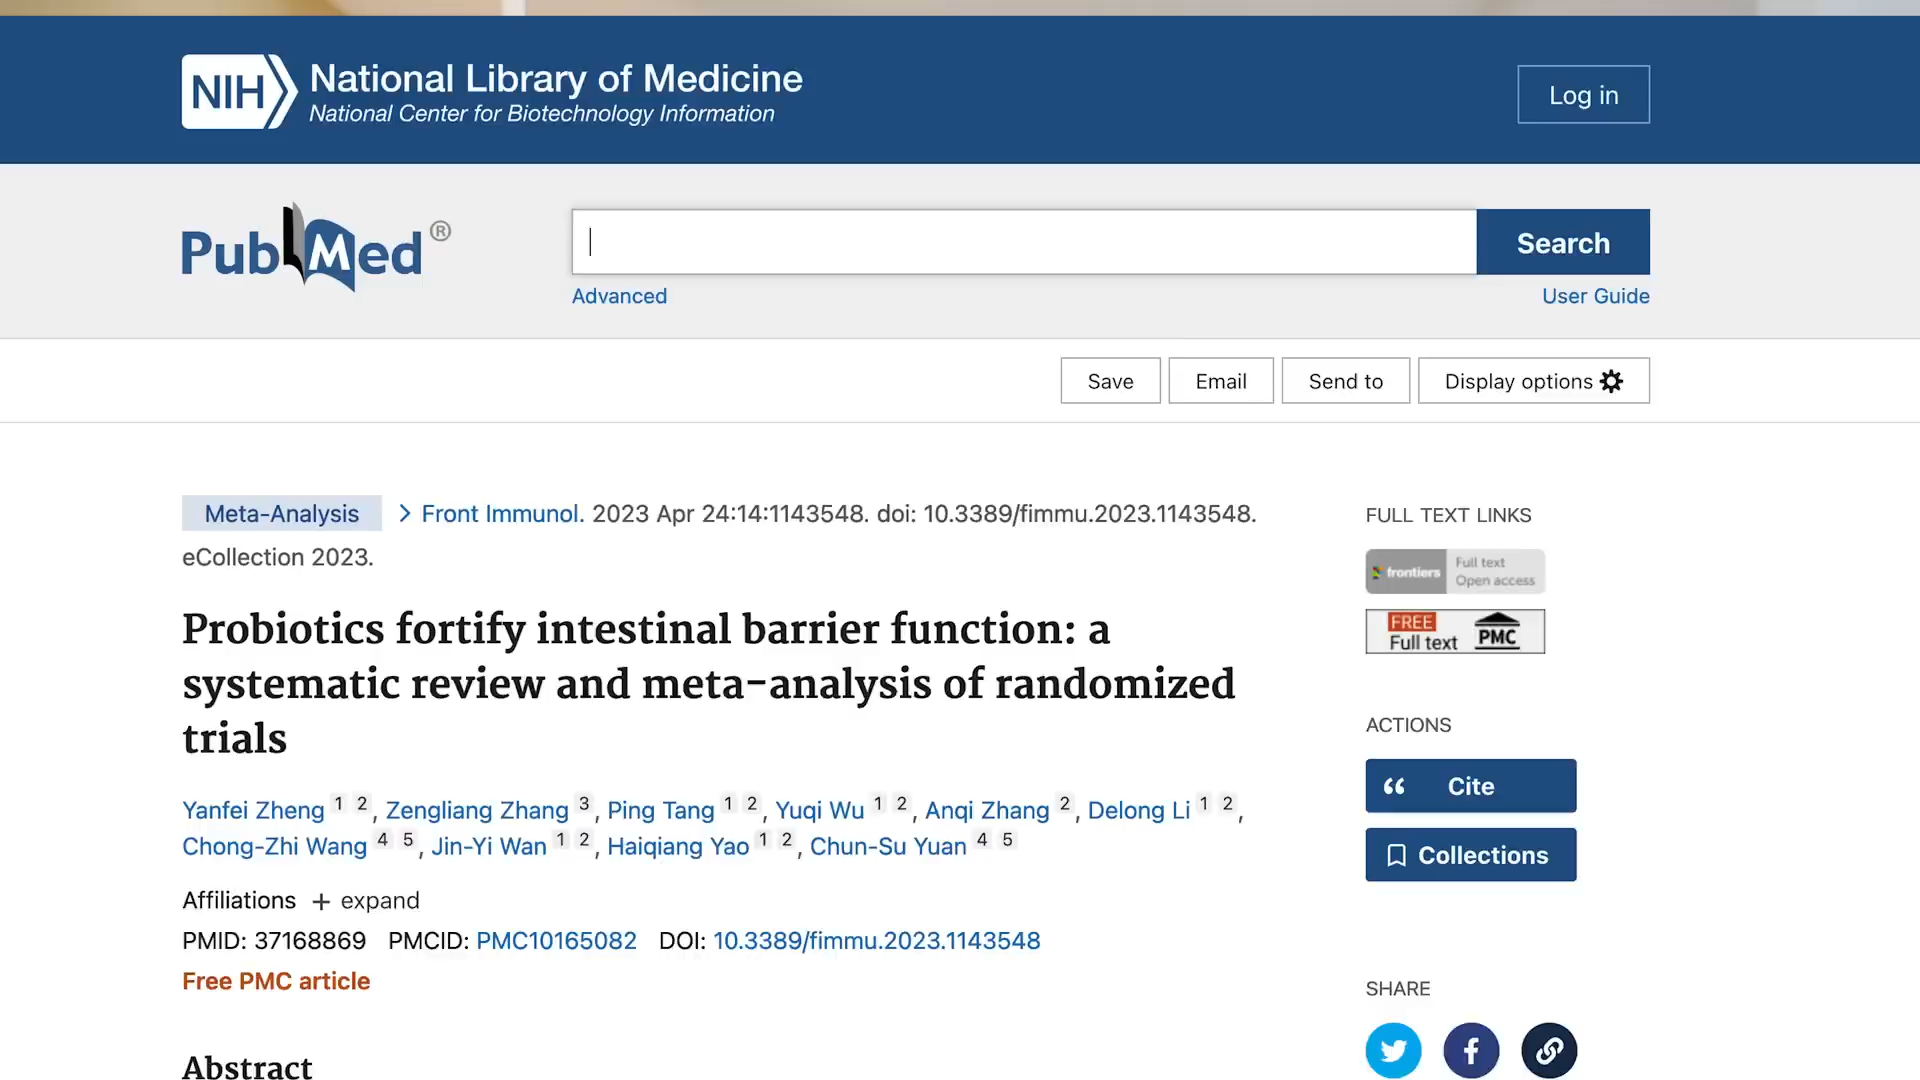 NIH National Library of Medicine
National Center for Biotechnology Information
Log in
PubMed ®
Search
Advanced
User Guide
Save
Email
Send to
Display options
Meta-Analysis
> Front Immunol. 2023 Apr 24:14:1143548. doi: 10.3389/fimmu.2023.1143548.
eCollection 2023.
Probiotics fortify intestinal barrier function: a
systematic review and meta-analysis of randomized
trials
Yanfei Zheng 1 2, Zengliang Zhang 3, Ping Tang 1 2, Yuqi Wu 1 2, Anqi Zhang 2, Delong Li 1 2,
Chong-Zhi Wang 4 5, Jin-Yi Wan 1 2, Haiqiang Yao 1 2, Chun-Su Yuan 4 5
Affiliations + expand
PMID: 37168869 PMCID: PMC10165082 DOI: 10.3389/fimmu.2023.1143548
Free PMC article
Abstract
FULL TEXT LINKS
frontiers
Full text
Open access
FREE
Full text
PMC
ACTIONS
Cite
Collections
SHARE